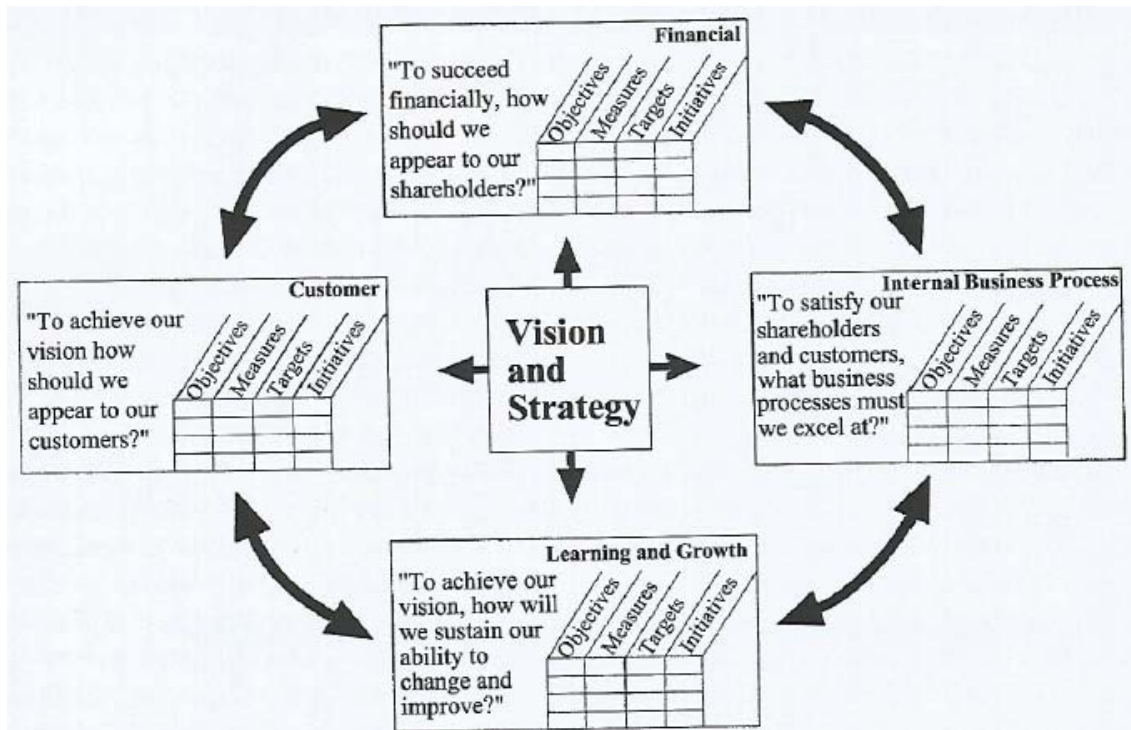 Financial
"To succeed
financially, how
should we
appear to our
shareholders?"
Objectives
Measures
Targets
Initiatives
Customer
"To achieve our
vision how
should we
appear to our
customers?"
Objectives
Measures
Targets
Initiatives
Vision
and
Strategy
Internal Business Process
"To satisfy our
shareholders
and customers,
what business
processes must
we excel at?"
Objectives
Measures
Targets
Initiatives
Learning and Growth
"To achieve our
vision, how will
we sustain our
ability to
change and
improve?"
Objectives
Measures
Targets
Initiatives